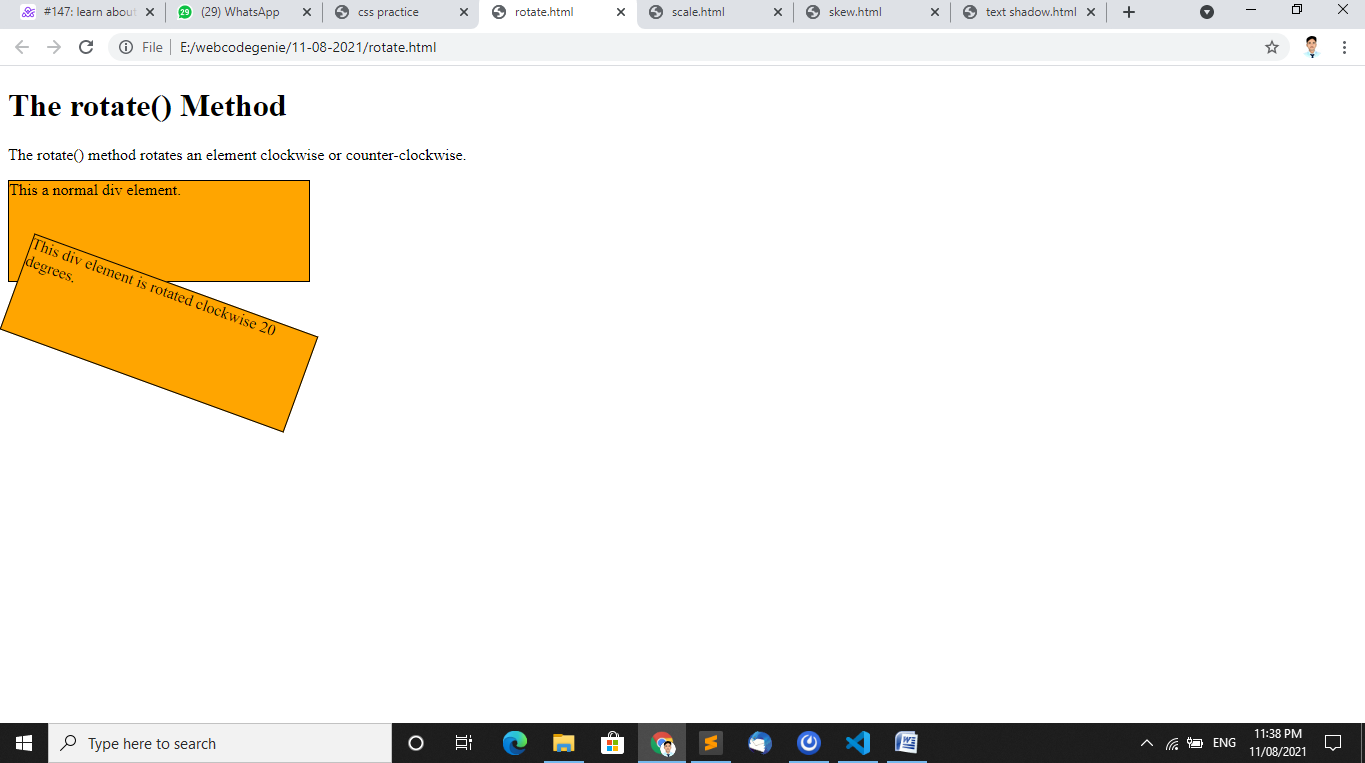 #147: learn about
29
(29) WhatsApp
css practice
rotate.html
scale.html
skew.html
text shadow.html
File
E:/webcodegenie/11-08-2021/rotate.html
The rotate() Method
The rotate() method rotates an element clockwise or counter-clockwise.
This a normal div element.
This div element is rotated clockwise 20
degrees.
Type here to search
ENG
11:38 PM
11/08/2021